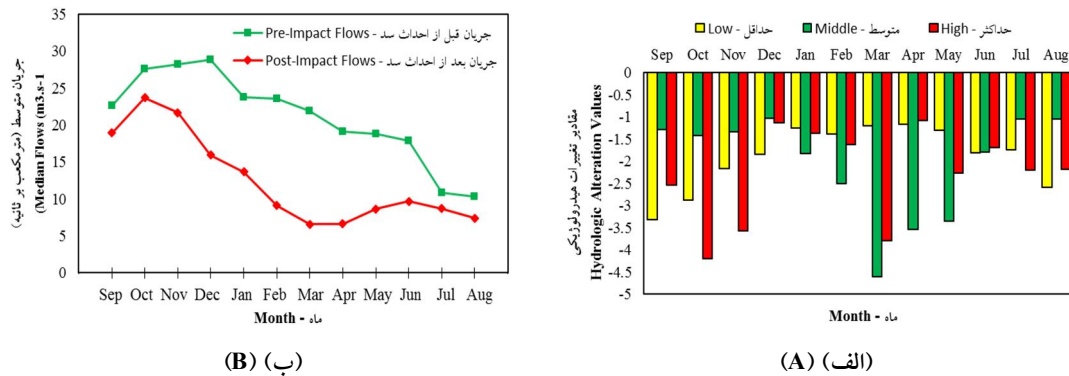 Pre-Impact Flows - جریان قبل از احداث سد
Post-Impact Flows - جریان بعد از احداث سد
جریان متوسط (مترمکعب بر ثانیه)
(Median Flows (m3.s-1
35
30
25
20
15
10
5
0
Sep Oct Nov Dec Jan Feb Mar Apr May Jun Jul Aug
Month - ماه
(ب) (B)
Low - حداقل Middle - متوسط High - حداکثر
Sep Oct Nov Dec Jan Feb Mar Apr May Jun Jul Aug
مقادیر تغییرات هیدرولوژیکی
Hydrologic Alteration Values
0
-0.5
-1
-1.5
-2
-2.5
-3
-3.5
-4
-4.5
-5
Month - ماه
(الف) (A)